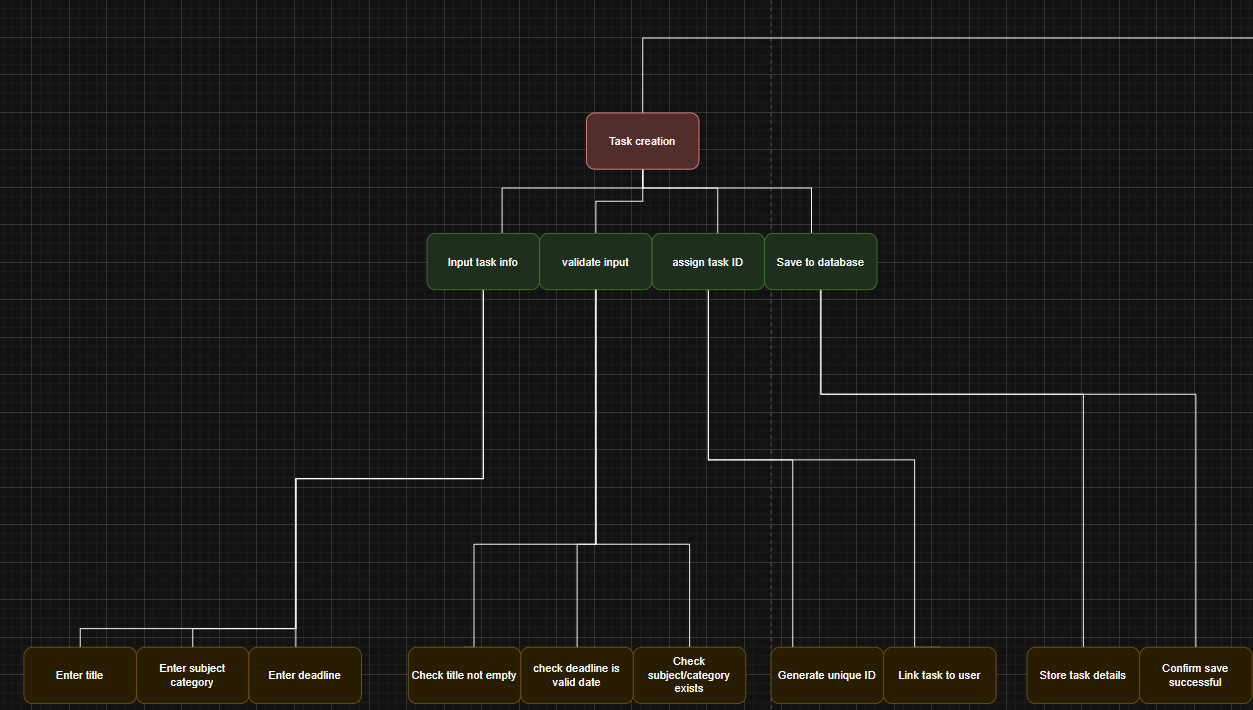 Task creation
Input task info
validate input
assign task ID
Save to database
Enter title
Enter subject
category
Enter deadline
Check title not empty
check deadline is
valid date
Check
subject/category
exists
Generate unique ID
Link task to user
Store task details
Confirm save
successful